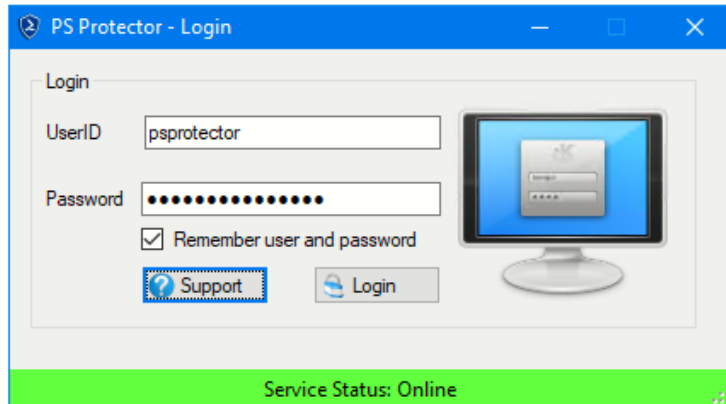 PS Protector - Login
Login
UserID
psprotector
Password
●●●●●●●●●●●●●●●
Remember user and password
Support
Login
Service Status: Online